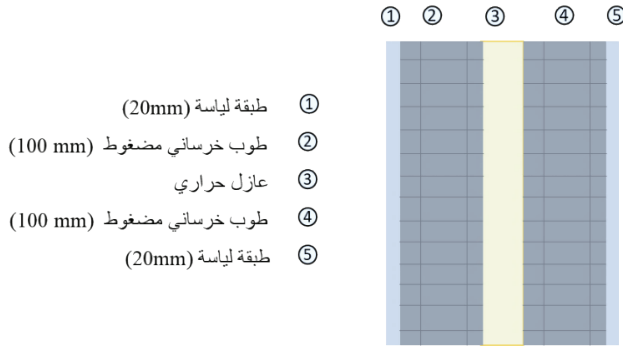 ① ② ③ ④ ⑤
① طبقة لياسة (20mm)
② طوب خرساني مضغوط (100 mm)
③ عازل حراري
④ طوب خرساني مضغوط (100 mm)
⑤ طبقة لياسة (20mm)